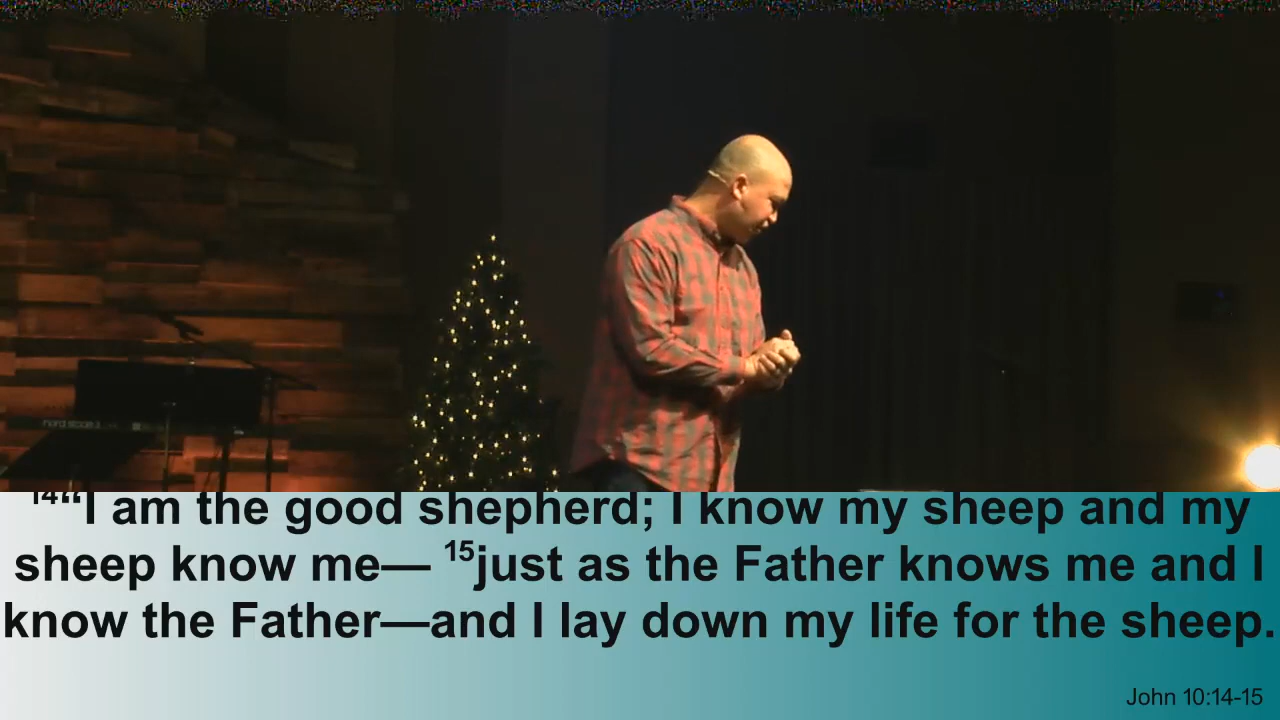 ¹⁴“I am the good shepherd; I know my sheep and my
sheep know me— ¹⁵just as the Father knows me and I
know the Father—and I lay down my life for the sheep.
John 10:14-15